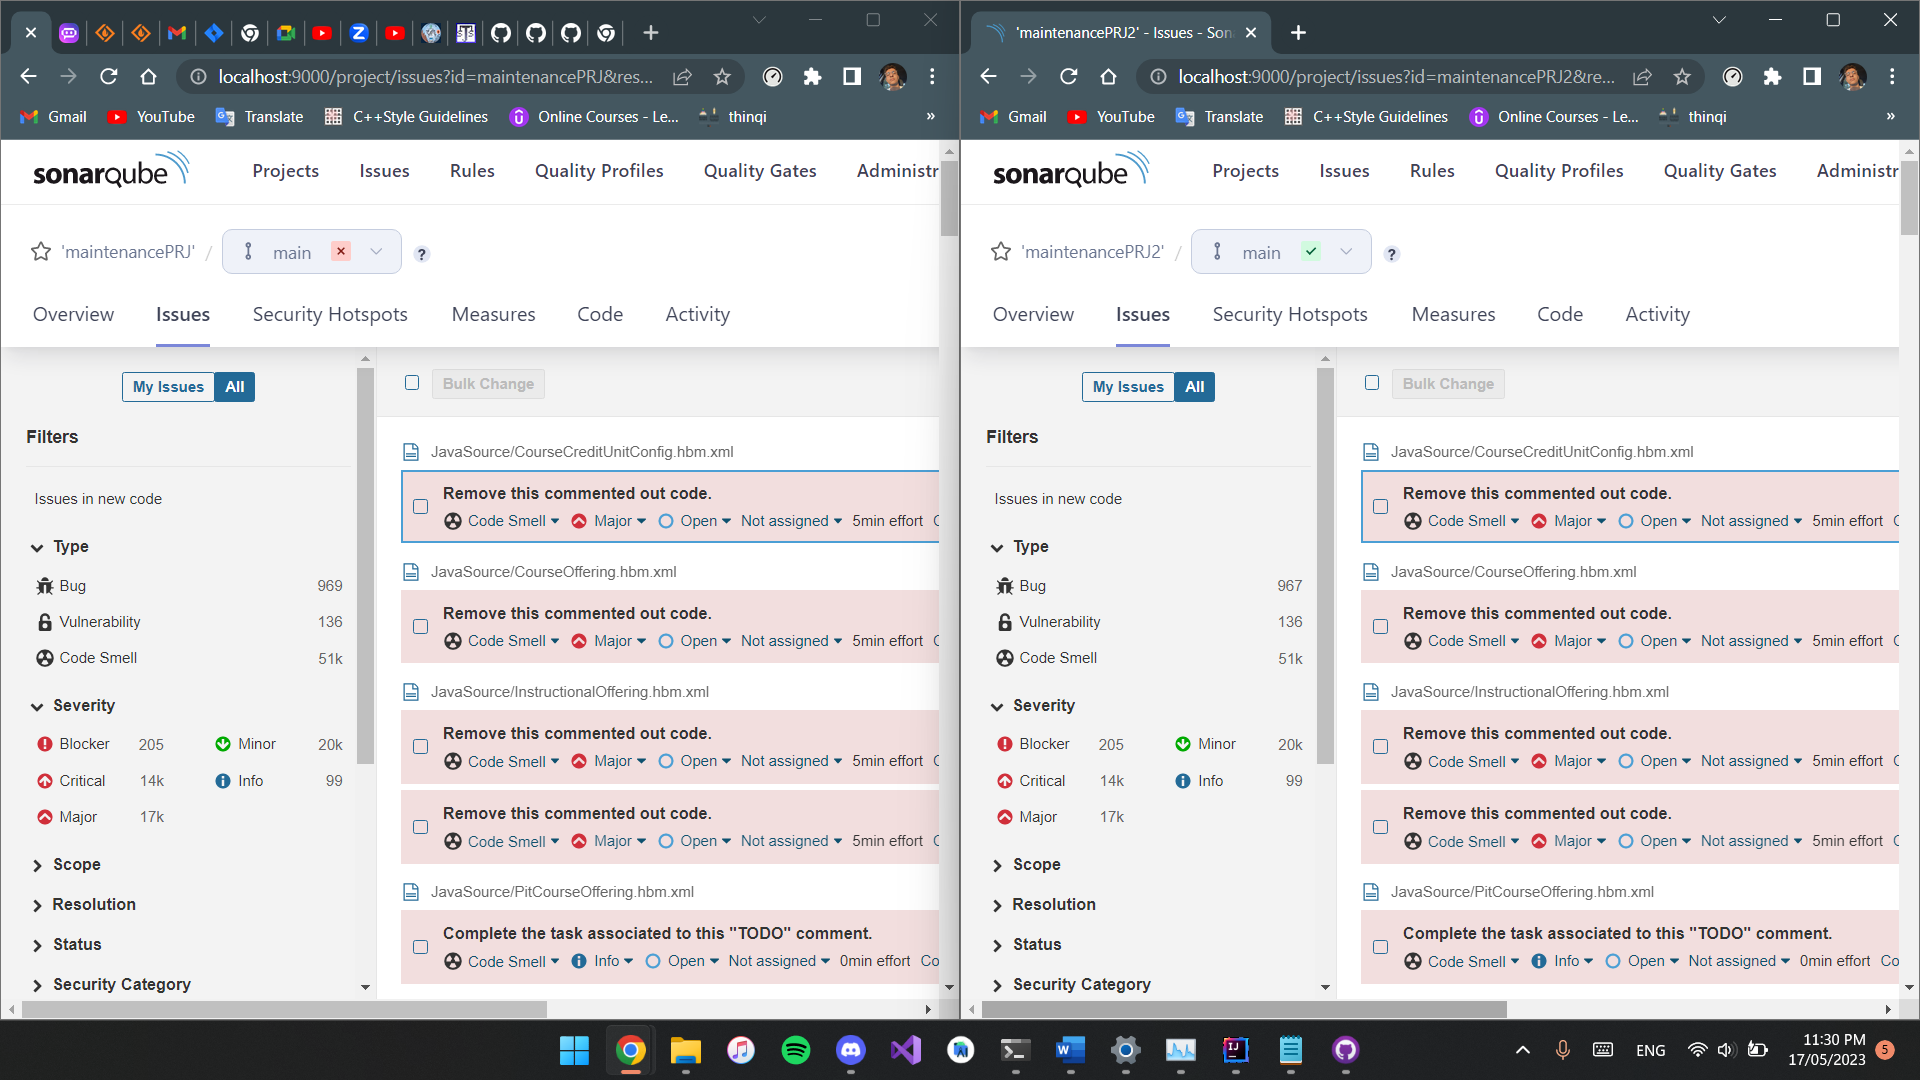 'maintenancePRJ2' - Issues - Son
localhost:9000/project/issues?id=maintenancePRJ&res...
Gmail
YouTube
Translate
C++Style Guidelines
Online Courses - Le...
thinqi
»
sonarqube
Projects
Issues
Rules
Quality Profiles
Quality Gates
Administr
'maintenancePRJ' / main
?
Overview
Issues
Security Hotspots
Measures
Code
Activity
My Issues
All
Bulk Change
Filters
Issues in new code
Type
Bug 969
Vulnerability 136
Code Smell 51k
Severity
Blocker 205
Minor 20k
Critical 14k
Info 99
Major 17k
Scope
Resolution
Status
Security Category
JavaSource/CourseCreditUnitConfig.hbm.xml
Remove this commented out code.
Code Smell Major Open Not assigned 5min effort
JavaSource/CourseOffering.hbm.xml
Remove this commented out code.
Code Smell Major Open Not assigned 5min effort
JavaSource/InstructionalOffering.hbm.xml
Remove this commented out code.
Code Smell Major Open Not assigned 5min effort
Remove this commented out code.
Code Smell Major Open Not assigned 5min effort
JavaSource/PitCourseOffering.hbm.xml
Complete the task associated to this "TODO" comment.
Code Smell Info Open Not assigned 0min effort Co
localhost:9000/project/issues?id=maintenancePRJ2&re...
Gmail
YouTube
Translate
C++Style Guidelines
Online Courses - Le...
thinqi
»
sonarqube
Projects
Issues
Rules
Quality Profiles
Quality Gates
Administr
'maintenancePRJ2' / main
?
Overview
Issues
Security Hotspots
Measures
Code
Activity
My Issues
All
Bulk Change
Filters
Issues in new code
Type
Bug 967
Vulnerability 136
Code Smell 51k
Severity
Blocker 205
Minor 20k
Critical 14k
Info 99
Major 17k
Scope
Resolution
Status
Security Category
JavaSource/CourseCreditUnitConfig.hbm.xml
Remove this commented out code.
Code Smell Major Open Not assigned 5min effort
JavaSource/CourseOffering.hbm.xml
Remove this commented out code.
Code Smell Major Open Not assigned 5min effort
JavaSource/InstructionalOffering.hbm.xml
Remove this commented out code.
Code Smell Major Open Not assigned 5min effort
Remove this commented out code.
Code Smell Major Open Not assigned 5min effort
JavaSource/PitCourseOffering.hbm.xml
Complete the task associated to this "TODO" comment.
Code Smell Info Open Not assigned 0min effort Co
ENG
11:30 PM
17/05/2023
5